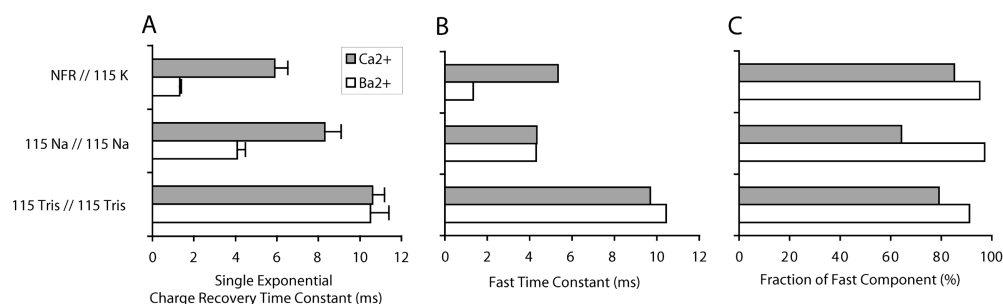 A
B
C
Ca2+
Ba2+
NFR // 115 K
115 Na // 115 Na
115 Tris // 115 Tris
0 2 4 6 8 10 12
0 2 4 6 8 10 12
0 20 40 60 80 100
Single Exponential
Charge Recovery Time Constant (ms)
Fast Time Constant (ms)
Fraction of Fast Component (%)